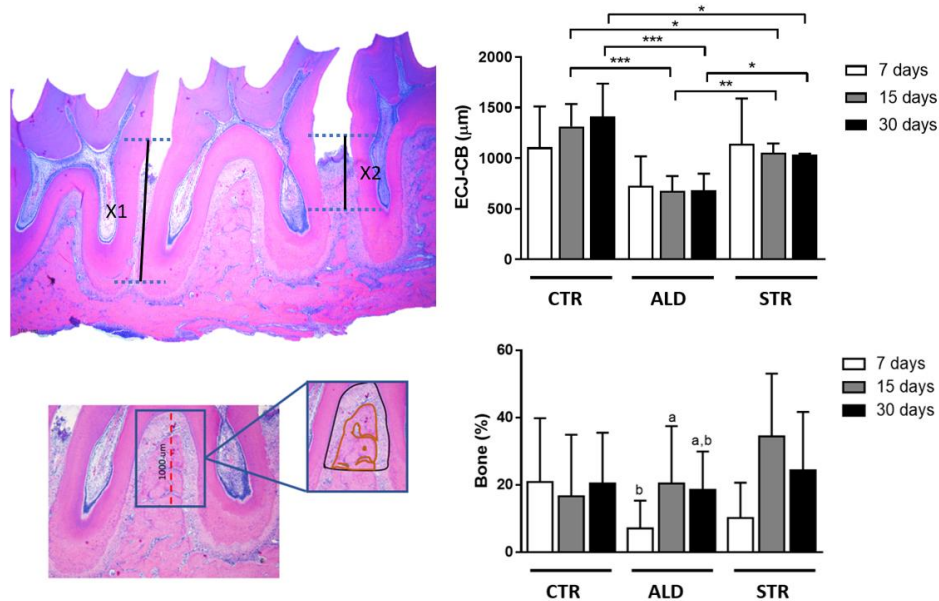 X1
X2
1000-um
ECJ-CB (µm)
2000
1500
1000
500
0
*
*
***
***
*
**
7 days
15 days
30 days
CTR
ALD
STR
Bone (%)
60
40
20
0
b
a
a,b
7 days
15 days
30 days
CTR
ALD
STR